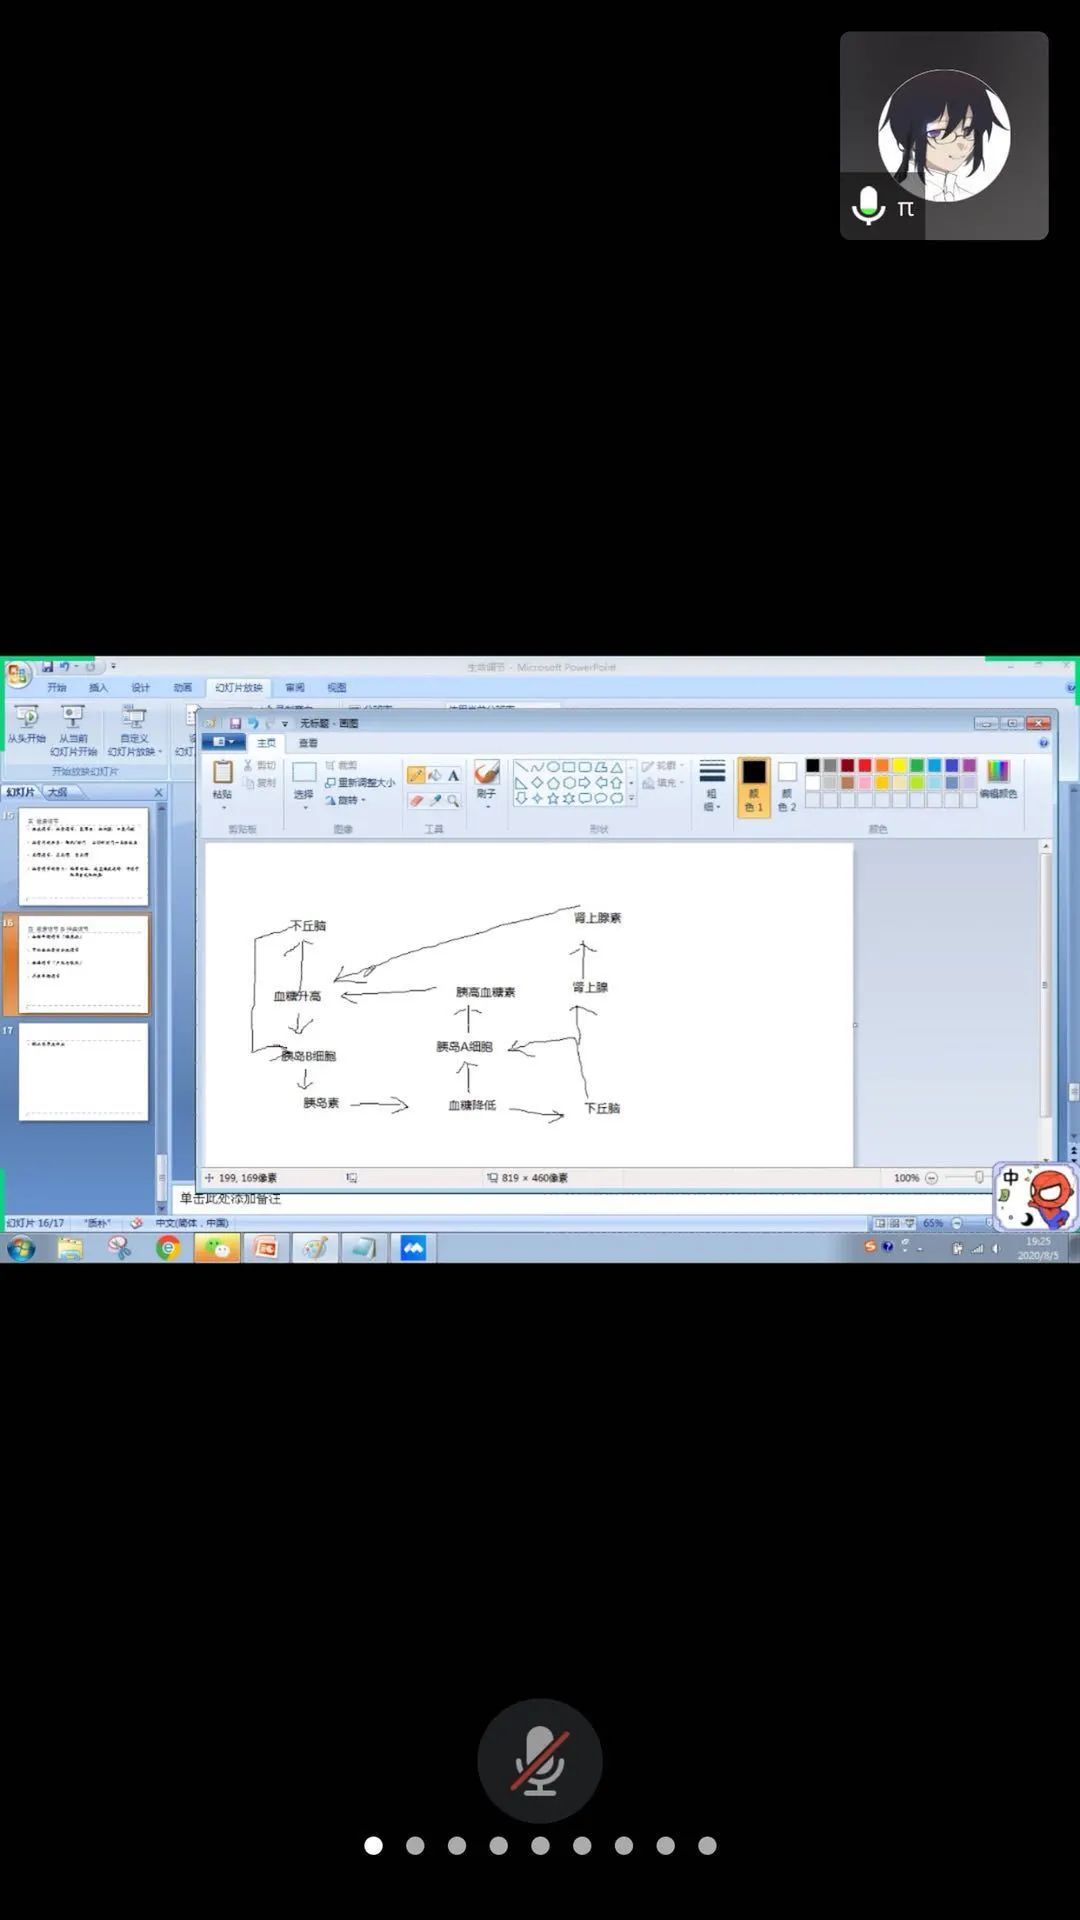 π
生命调节 - Microsoft PowerPoint
开始 插入 设计 动画 幻灯片放映 审阅 视图
从头开始 从当前幻灯片开始 自定义幻灯片放映
开始放映幻灯片
无标题 - 画图
主页 查看
粘贴 剪切 复制
剪贴板
选择 裁剪 重新调整大小 旋转
图像
A
工具
刷子
轮廓 填充
形状
粗细
颜色 1 颜色 2 编辑颜色
颜色
幻灯片 大纲
15
16
17
下丘脑
肾上腺素
血糖升高
胰高血糖素
肾上腺
胰岛B细胞
胰岛A细胞
胰岛素
血糖降低
下丘脑
199, 169像素
819 × 460像素
100%
中
单击此处添加备注
幻灯片 16/17 "质朴" 中文(简体，中国)
65%
19:25
2020/8/5